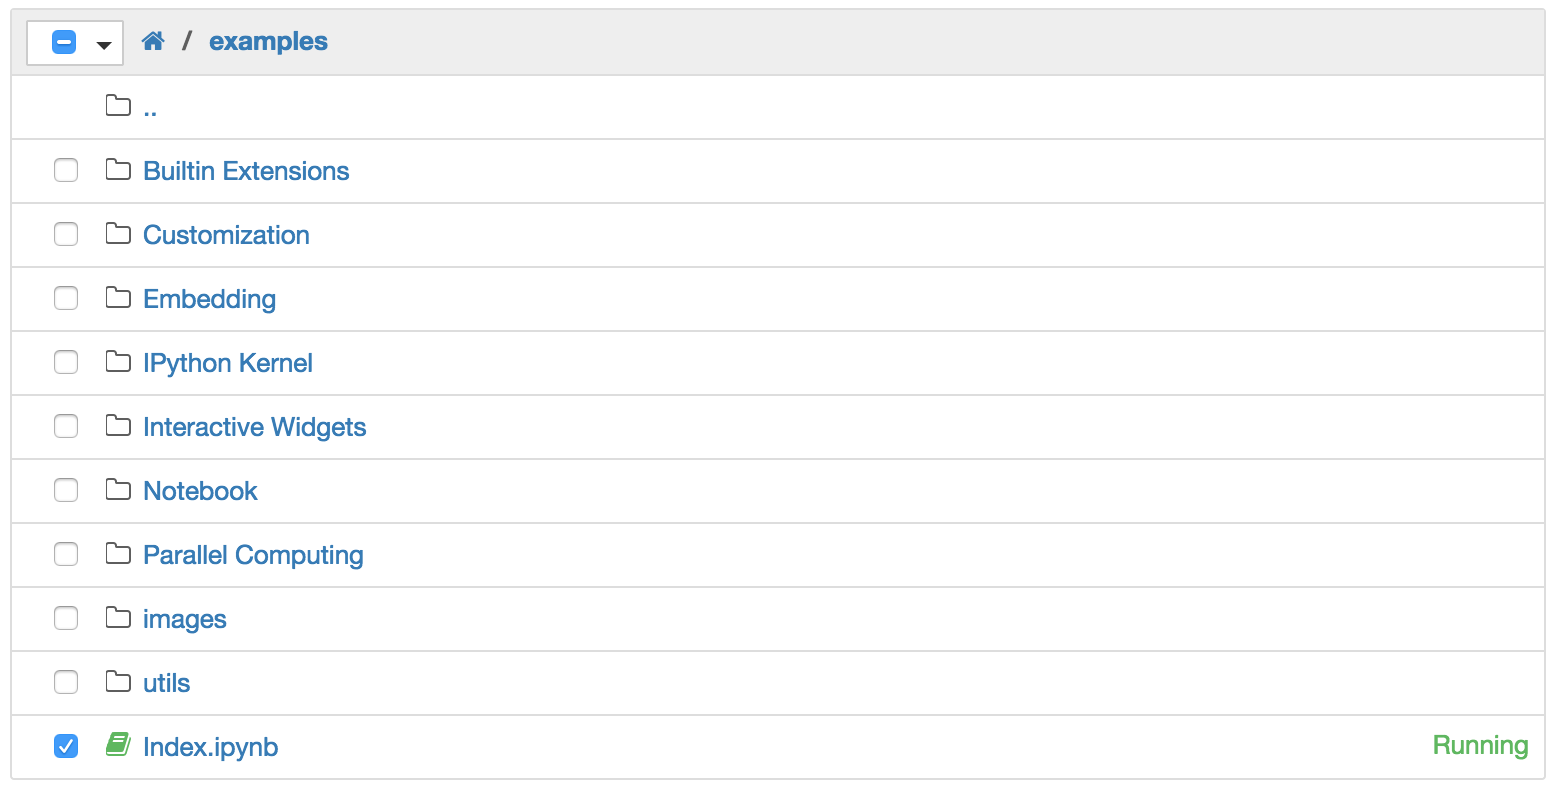 / examples
..
Builtin Extensions
Customization
Embedding
IPython Kernel
Interactive Widgets
Notebook
Parallel Computing
images
utils
Index.ipynb Running